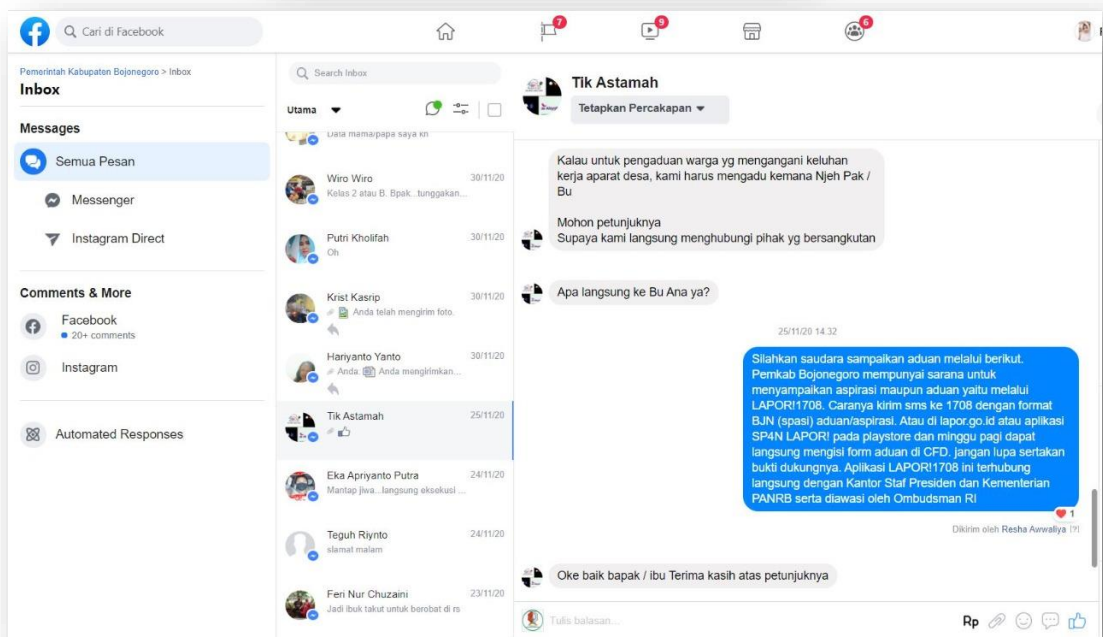 Cari di Facebook
7
9
6
Pemerintah Kabupaten Bojonegoro > Inbox
Inbox
Messages
Semua Pesan
Messenger
Instagram Direct
Comments & More
Facebook
20+ comments
Instagram
Automated Responses
Search Inbox
Utama
Data mama/papa saya kn
Wiro Wiro 30/11/20
Kelas 2 atau B. Bpak...tunggakan...
Putri Kholifah 30/11/20
Oh
Krist Kasrip 30/11/20
Anda telah mengirim foto.
Hariyanto Yanto 30/11/20
Anda: Anda mengirimkan...
Tik Astamah 25/11/20
Eka Apriyanto Putra 24/11/20
Mantap jiwa...langsung eksekusi ...
Teguh Riynto 24/11/20
slamat malam
Feri Nur Chuzaini 23/11/20
Jadi ibuk takut untuk berobat di rs
Tik Astamah
Tetapkan Percakapan
Kalau untuk pengaduan warga yg mengangani keluhan
kerja aparat desa, kami harus mengadu kemana Njeh Pak /
Bu
Mohon petunjuknya
Supaya kami langsung menghubungi pihak yg bersangkutan
Apa langsung ke Bu Ana ya?
25/11/20 14.32
Silahkan saudara sampaikan aduan melalui berikut.
Pemkab Bojonegoro mempunyai sarana untuk
menyampaikan aspirasi maupun aduan yaitu melalui
LAPOR!1708. Caranya kirim sms ke 1708 dengan format
BJN (spasi) aduan/aspirasi. Atau di lapor.go.id atau aplikasi
SP4N LAPOR! pada playstore dan minggu pagi dapat
langsung mengisi form aduan di CFD. jangan lupa sertakan
bukti dukungnya. Aplikasi LAPOR!1708 ini terhubung
langsung dengan Kantor Staf Presiden dan Kementerian
PANRB serta diawasi oleh Ombudsman RI
1
Dikirim oleh Resha Awwaliya [?]
Oke baik bapak / ibu Terima kasih atas petunjuknya
Tulis balasan...
Rp